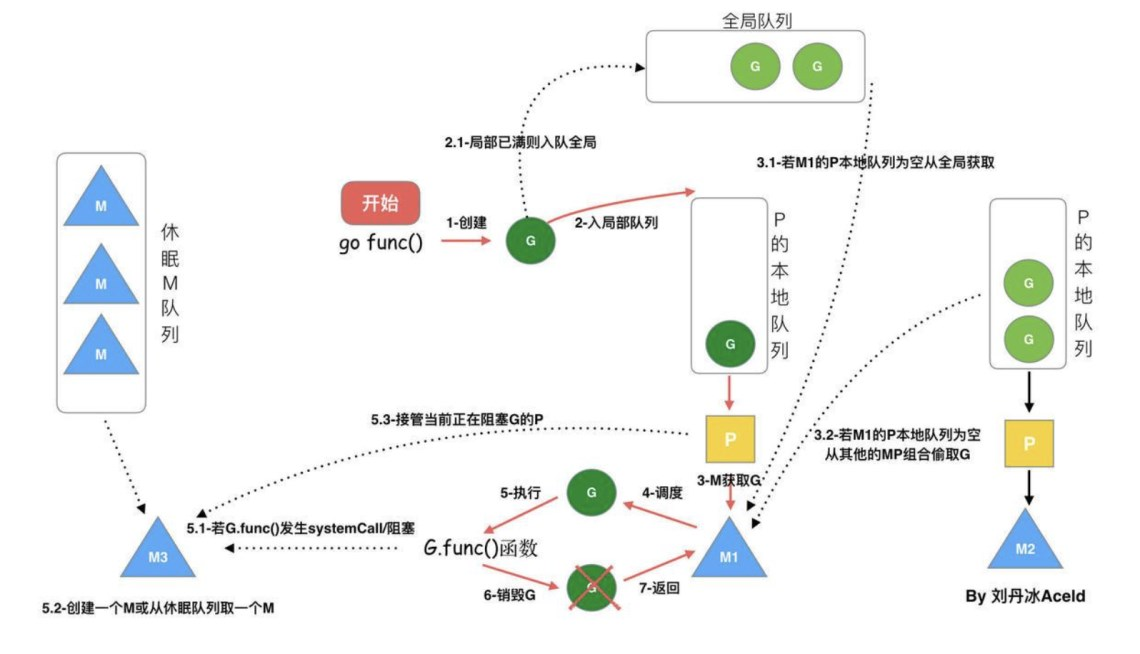 全局队列
G
G
2.1-局部已满则入队全局
3.1-若M1的P本地队列为空从全局获取
M
M
M
休眠M队列
开始
go func()
1-创建
G
2-入局部队列
G
P的本地队列
G
G
P的本地队列
5.3-接管当前正在阻塞G的P
P
3.2-若M1的P本地队列为空
从其他的MP组合偷取G
P
3-M获取G
5-执行
G
4-调度
5.1-若G.func()发生systemCall/阻塞
G.func()函数
M3
M1
M2
6-销毁G
G
7-返回
5.2-创建一个M或从休眠队列取一个M
By 刘丹冰Aceld